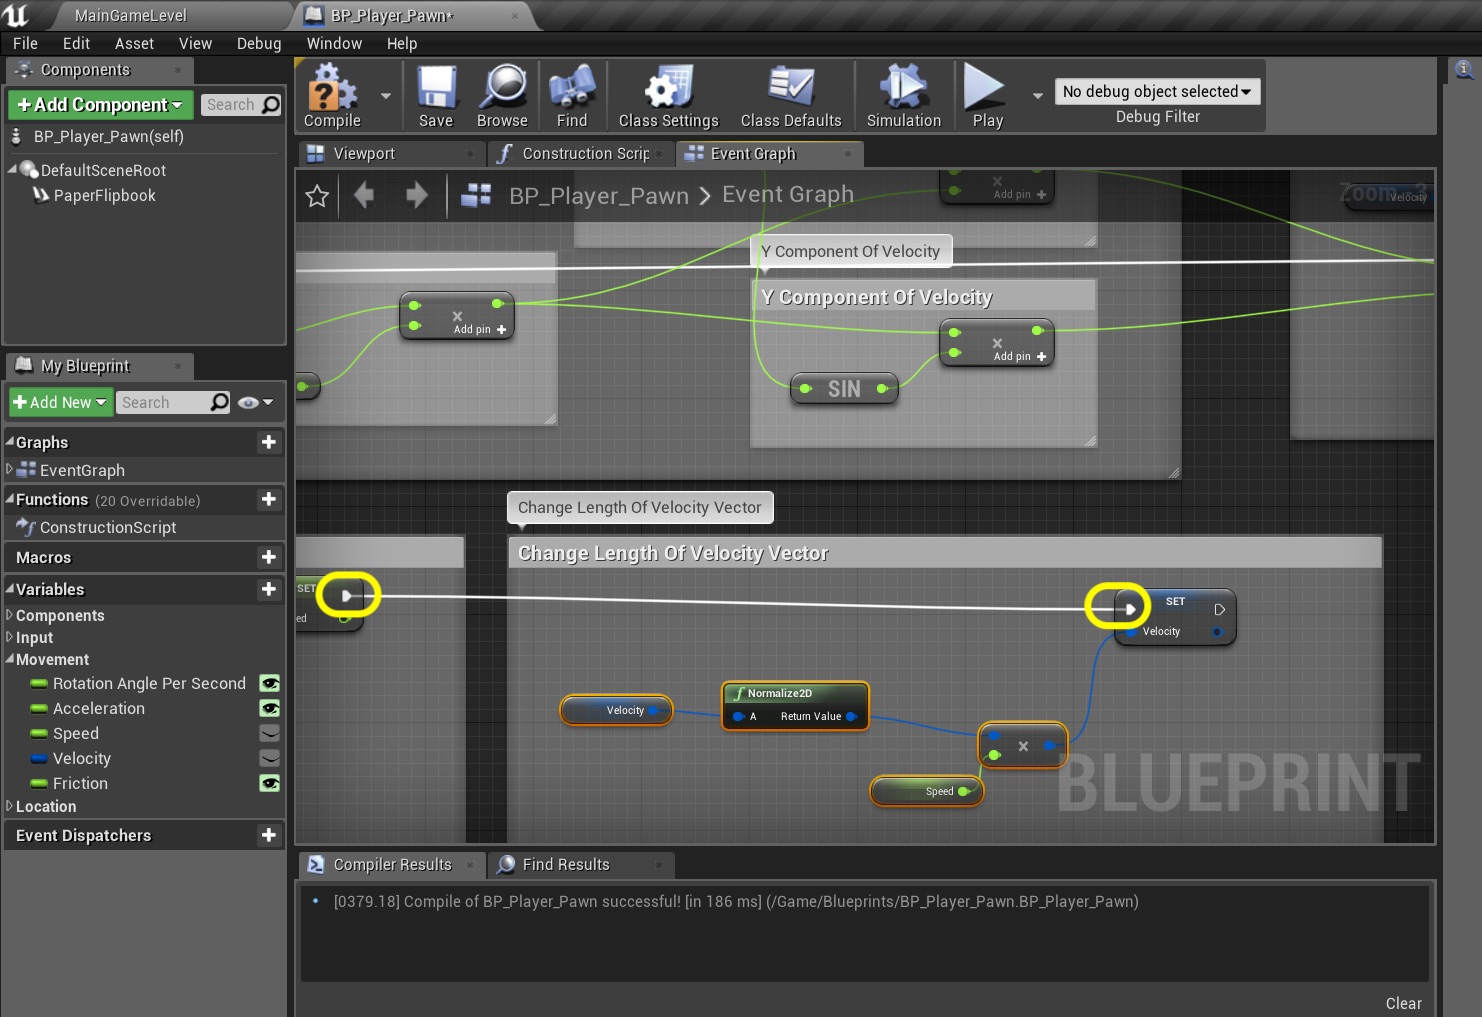 MainGameLevel
BP_Player_Pawn*
File Edit Asset View Debug Window Help
Components
Add Component
Search
BP_Player_Pawn(self)
DefaultSceneRoot
PaperFlipbook
Compile
Save
Browse
Find
Class Settings
Class Defaults
Simulation
Play
No debug object selected
Debug Filter
Viewport
Construction Scrip
Event Graph
BP_Player_Pawn > Event Graph
Zoom -3
Add pin
Velocity
Y Component Of Velocity
Y Component Of Velocity
×
Add pin
×
Add pin
SIN
Change Length Of Velocity Vector
Change Length Of Velocity Vector
SET
ed
SET
Velocity
Velocity
Normalize2D
A Return Value
×
Speed
BLUEPRINT
My Blueprint
Add New
Search
Graphs
EventGraph
Functions (20 Overridable)
ConstructionScript
Macros
Variables
Components
Input
Movement
Rotation Angle Per Second
Acceleration
Speed
Velocity
Friction
Location
Event Dispatchers
Compiler Results
Find Results
[0379.18] Compile of BP_Player_Pawn successful! [in 186 ms] (/Game/Blueprints/BP_Player_Pawn.BP_Player_Pawn)
Clear